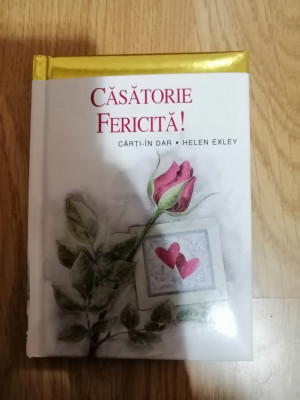 CĂSĂTORIE
FERICITĂ!
CĂRȚI-ÎN DAR • HELEN EXLEY